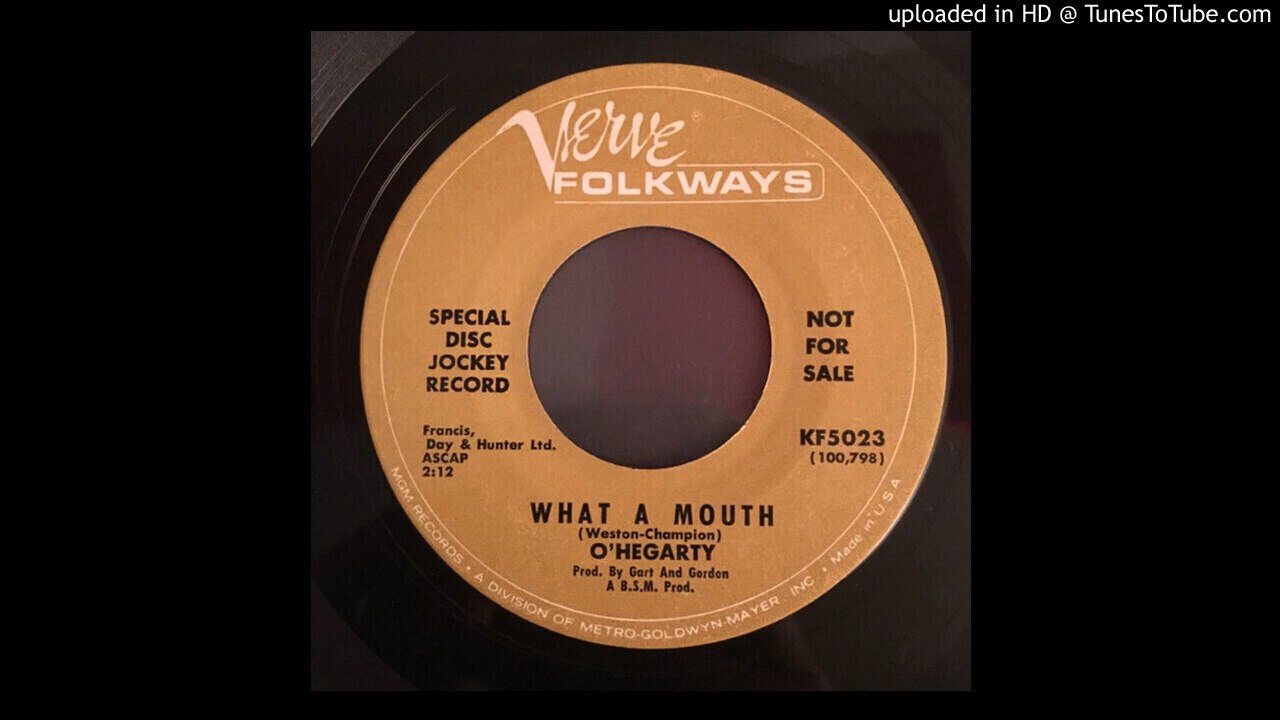 uploaded in HD @ TunesToTube.com
Verve ®
FOLKWAYS
SPECIAL
DISC
JOCKEY
RECORD
NOT
FOR
SALE
Francis,
Day & Hunter Ltd.
ASCAP
2:12
KF5023
(100,798)
WHAT A MOUTH
(Weston-Champion)
O'HEGARTY
Prod. By Gart And Gordon
A B.S.M. Prod.
MGM RECORDS • A DIVISION OF METRO-GOLDWYN-MAYER, INC. • Made in U S A